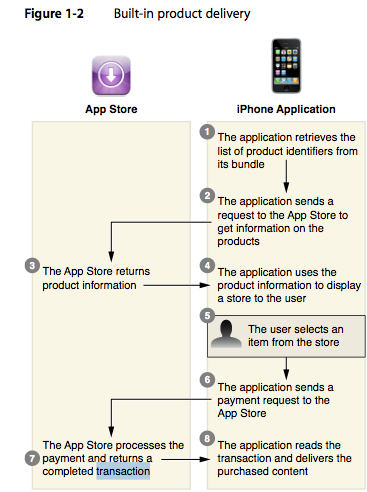 Figure 1-2 Built-in product delivery
App Store
iPhone Application
1
The application retrieves the
list of product identifiers from
its bundle
2
The application sends a
request to the App Store to
get information on the
products
3
The App Store returns
product information
4
The application uses the
product information to display
a store to the user
5
The user selects an
item from the store
6
The application sends a
payment request to the
App Store
7
The App Store processes the
payment and returns a
completed transaction
8
The application reads the
transaction and delivers the
purchased content